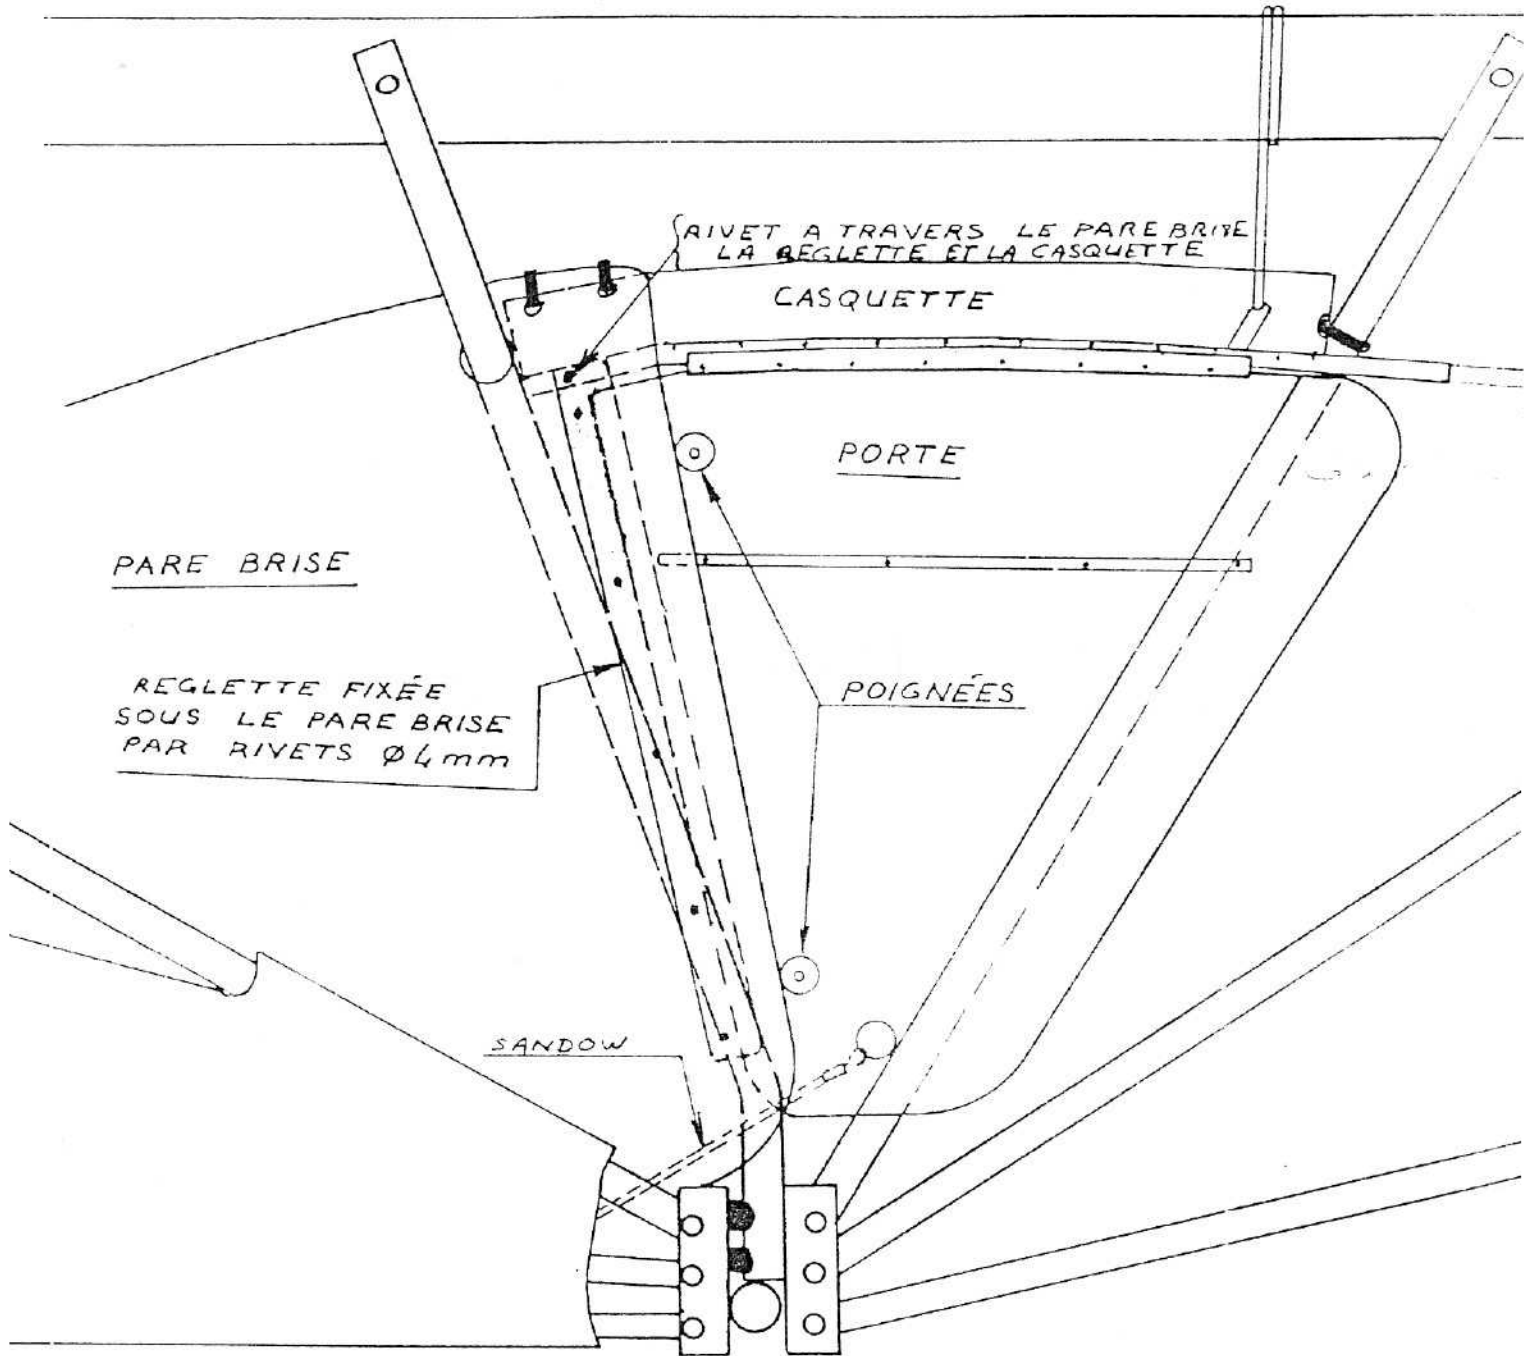 RIVET A TRAVERS LE PARE BRISE
LA REGLETTE ET LA CASQUETTE
CASQUETTE
PORTE
PARE BRISE
REGLETTE FIXÉE
SOUS LE PARE BRISE
PAR RIVETS Ø4mm
POIGNÉES
SANDOW